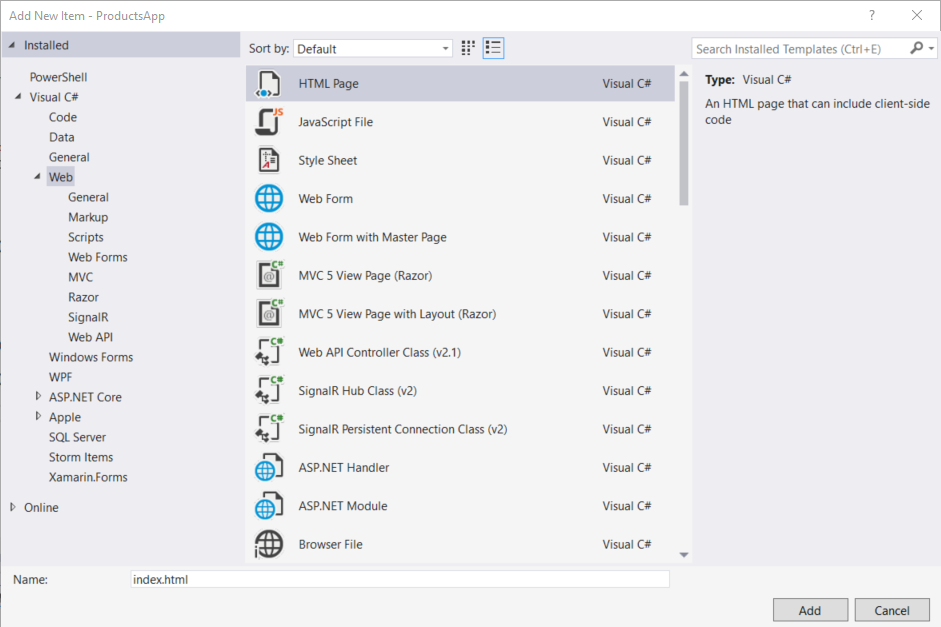 Add New Item - ProductsApp
?
Installed
Sort by: Default
Search Installed Templates (Ctrl+E)
PowerShell
Visual C#
Code
Data
General
Web
General
Markup
Scripts
Web Forms
MVC
Razor
SignalR
Web API
Windows Forms
WPF
ASP.NET Core
Apple
SQL Server
Storm Items
Xamarin.Forms
Online
HTML Page Visual C#
JS
JavaScript File Visual C#
A
Style Sheet Visual C#
Web Form Visual C#
Web Form with Master Page Visual C#
C#
@
MVC 5 View Page (Razor) Visual C#
C#
@
MVC 5 View Page with Layout (Razor) Visual C#
C#
Web API Controller Class (v2.1) Visual C#
C#
SignalR Hub Class (v2) Visual C#
C#
SignalR Persistent Connection Class (v2) Visual C#
ASP.NET Handler Visual C#
ASP.NET Module Visual C#
Browser File Visual C#
Type: Visual C#
An HTML page that can include client-side
code
Name: index.html
Add Cancel